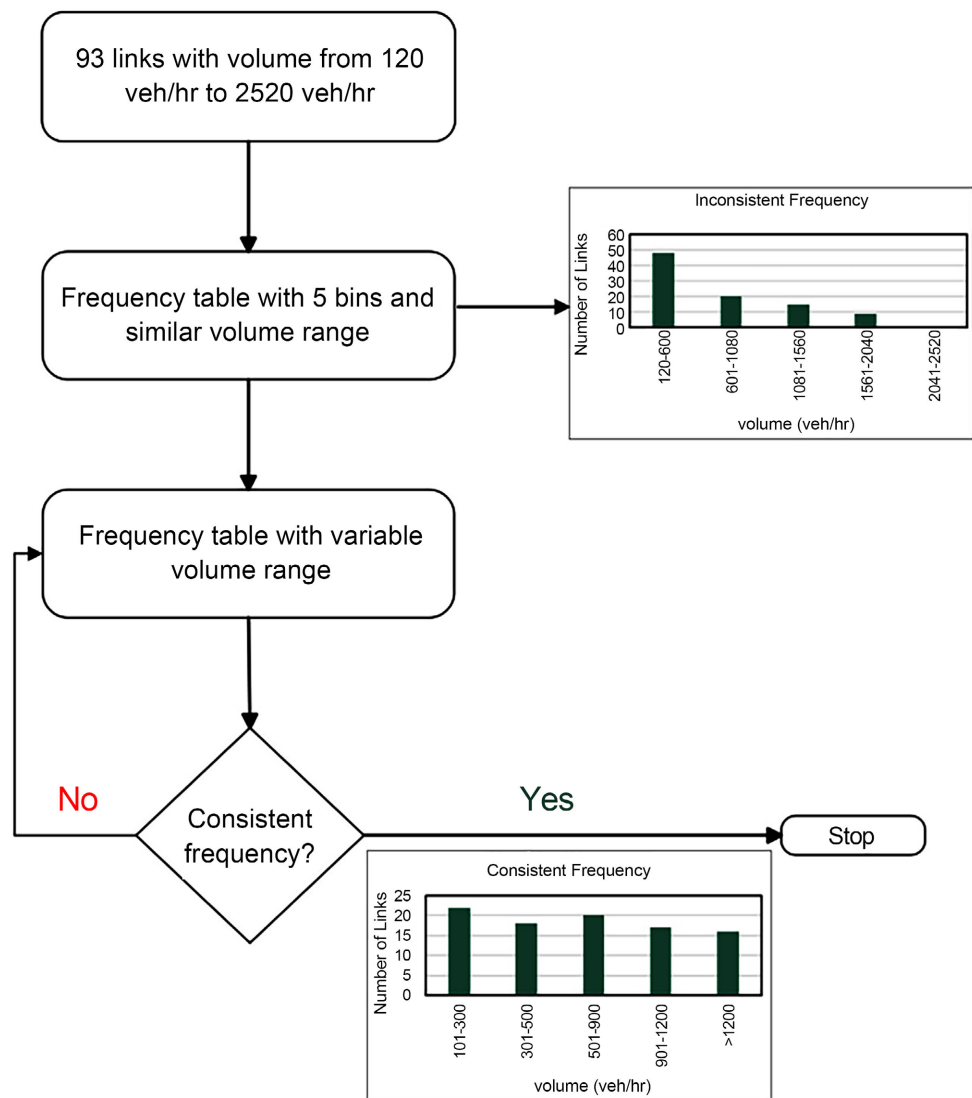 93 links with volume from 120
veh/hr to 2520 veh/hr
Frequency table with 5 bins and
similar volume range
Inconsistent Frequency
Number of Links
60
50
40
30
20
10
0
120-600
601-1080
1081-1560
1561-2040
2041-2520
volume (veh/hr)
Frequency table with variable
volume range
No
Consistent
frequency?
Yes
Stop
Consistent Frequency
Number of Links
25
20
15
10
5
0
101-300
301-500
501-900
901-1200
>1200
volume (veh/hr)